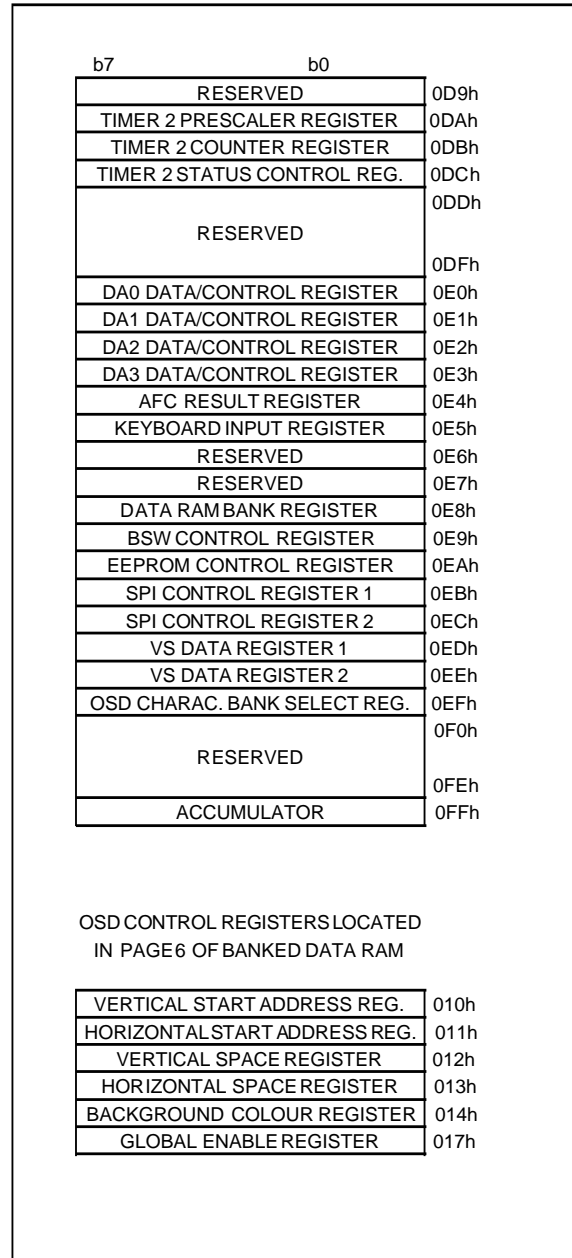 b7 b0
RESERVED 0D9h
TIMER 2 PRESCALER REGISTER 0DAh
TIMER 2 COUNTER REGISTER 0DBh
TIMER 2 STATUS CONTROL REG. 0DCh
0DDh
RESERVED
0DFh
DA0 DATA/CONTROL REGISTER 0E0h
DA1 DATA/CONTROL REGISTER 0E1h
DA2 DATA/CONTROL REGISTER 0E2h
DA3 DATA/CONTROL REGISTER 0E3h
AFC RESULT REGISTER 0E4h
KEYBOARD INPUT REGISTER 0E5h
RESERVED 0E6h
RESERVED 0E7h
DATA RAM BANK REGISTER 0E8h
BSW CONTROL REGISTER 0E9h
EEPROM CONTROL REGISTER 0EAh
SPI CONTROL REGISTER 1 0EBh
SPI CONTROL REGISTER 2 0ECh
VS DATA REGISTER 1 0EDh
VS DATA REGISTER 2 0EEh
OSD CHARAC. BANK SELECT REG. 0EFh
0F0h
RESERVED
0FEh
ACCUMULATOR 0FFh
OSD CONTROL REGISTERS LOCATED
IN PAGE 6 OF BANKED DATA RAM
VERTICAL START ADDRESS REG. 010h
HORIZONTAL START ADDRESS REG. 011h
VERTICAL SPACE REGISTER 012h
HORIZONTAL SPACE REGISTER 013h
BACKGROUND COLOUR REGISTER 014h
GLOBAL ENABLE REGISTER 017h